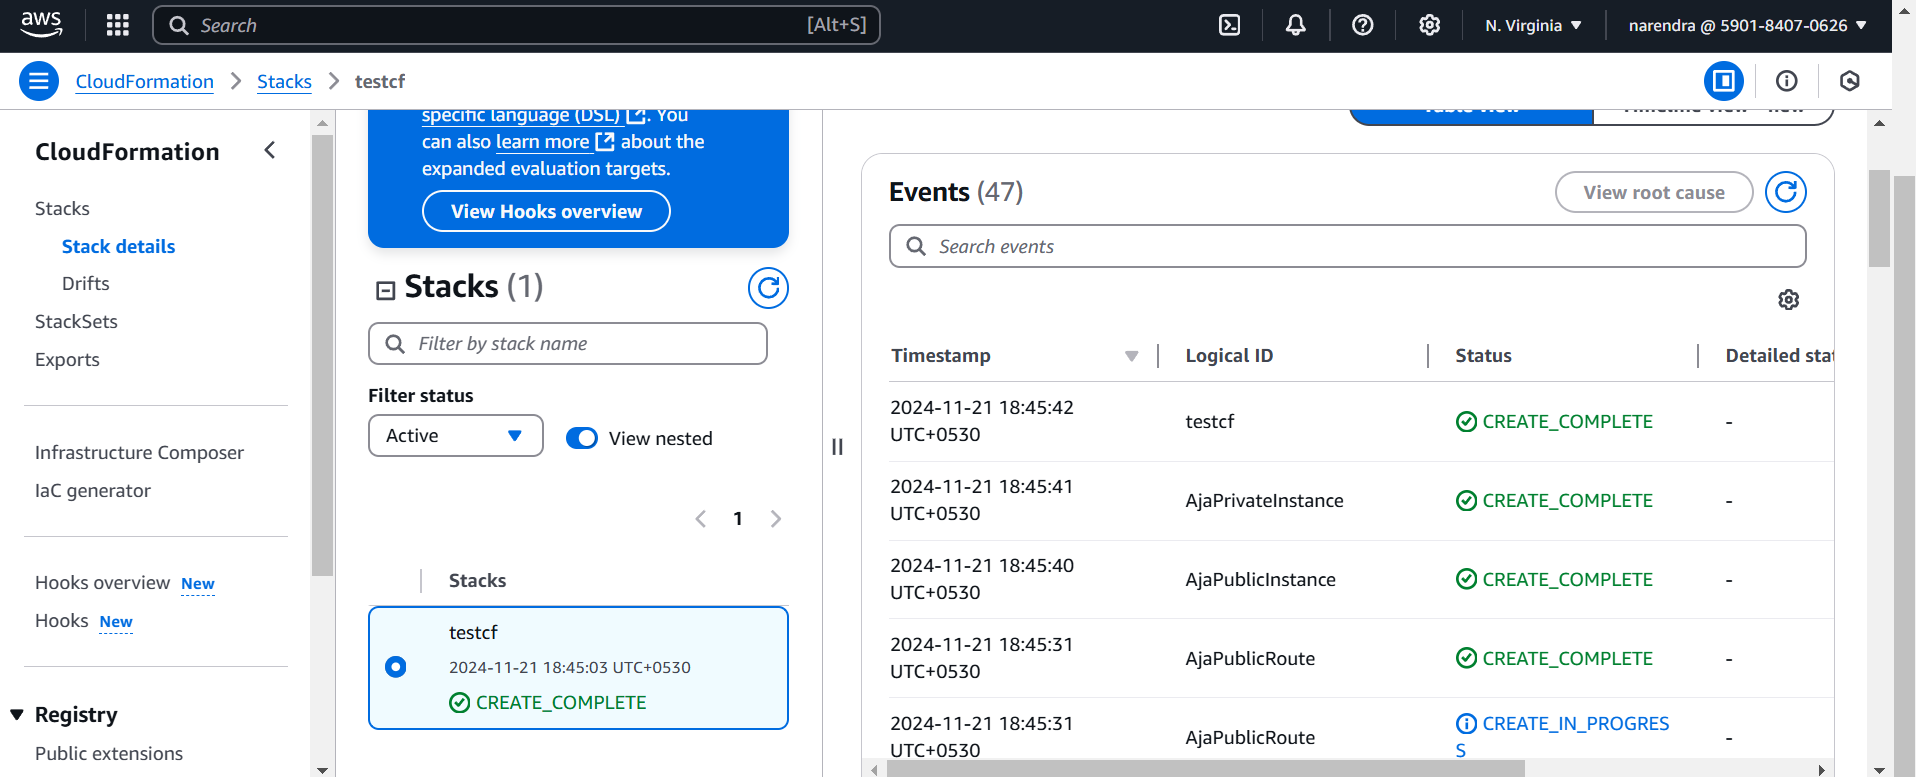 aws
Search
[Alt+S]
N. Virginia
narendra @ 5901-8407-0626
CloudFormation
Stacks
testcf
CloudFormation
Stacks
Stack details
Drifts
StackSets
Exports
Infrastructure Composer
IaC generator
Hooks overview New
Hooks New
Registry
Public extensions
specific language (DSL). You
can also learn more about the
expanded evaluation targets.
View Hooks overview
Stacks (1)
Filter by stack name
Filter status
Active
View nested
1
Stacks
testcf
2024-11-21 18:45:03 UTC+0530
CREATE_COMPLETE
Events (47)
View root cause
Search events
Timestamp
Logical ID
Status
Detailed
2024-11-21 18:45:42
UTC+0530
testcf
CREATE_COMPLETE
-
2024-11-21 18:45:41
UTC+0530
AjaPrivateInstance
CREATE_COMPLETE
-
2024-11-21 18:45:40
UTC+0530
AjaPublicInstance
CREATE_COMPLETE
-
2024-11-21 18:45:31
UTC+0530
AjaPublicRoute
CREATE_COMPLETE
-
2024-11-21 18:45:31
UTC+0530
AjaPublicRoute
CREATE_IN_PROGRES
S
-